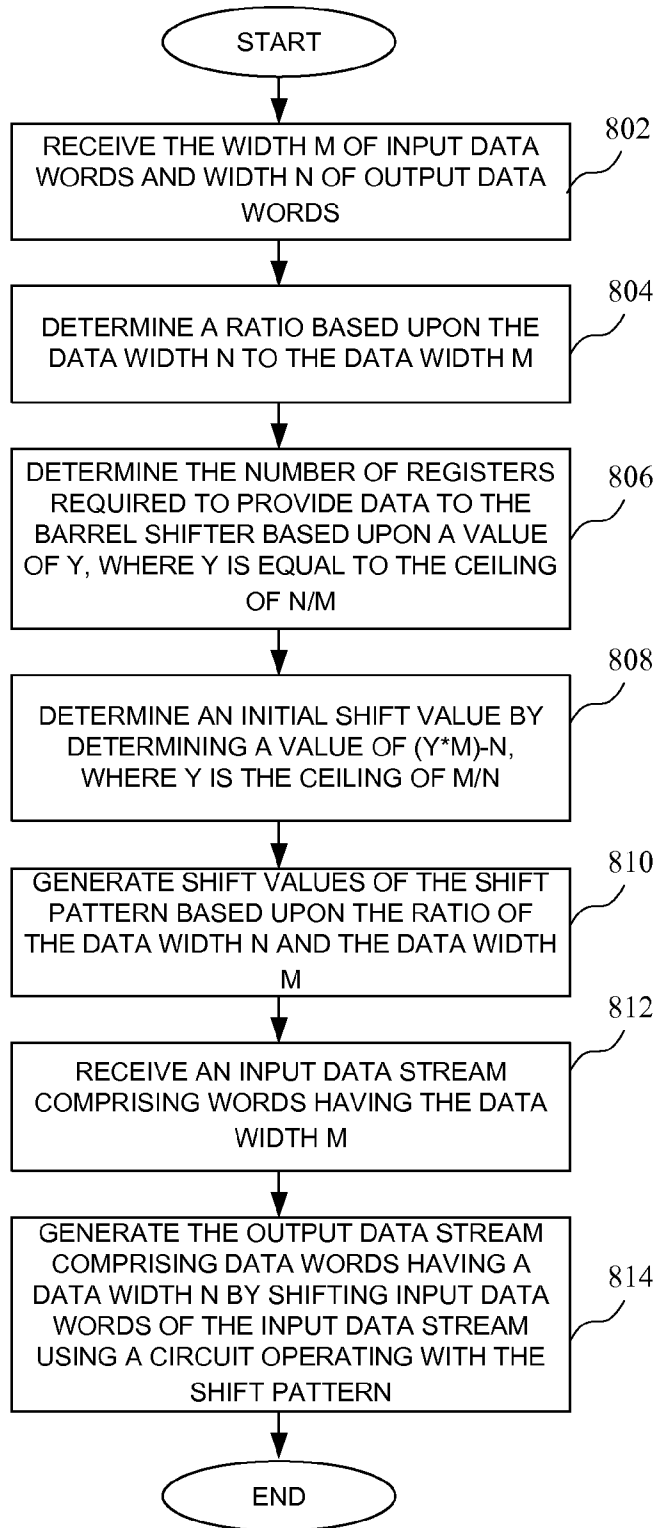 START
RECEIVE THE WIDTH M OF INPUT DATA
WORDS AND WIDTH N OF OUTPUT DATA
WORDS
802
DETERMINE A RATIO BASED UPON THE
DATA WIDTH N TO THE DATA WIDTH M
804
DETERMINE THE NUMBER OF REGISTERS
REQUIRED TO PROVIDE DATA TO THE
BARREL SHIFTER BASED UPON A VALUE
OF Y, WHERE Y IS EQUAL TO THE CEILING
OF N/M
806
DETERMINE AN INITIAL SHIFT VALUE BY
DETERMINING A VALUE OF (Y*M)-N,
WHERE Y IS THE CEILING OF M/N
808
GENERATE SHIFT VALUES OF THE SHIFT
PATTERN BASED UPON THE RATIO OF
THE DATA WIDTH N AND THE DATA WIDTH
M
810
RECEIVE AN INPUT DATA STREAM
COMPRISING WORDS HAVING THE DATA
WIDTH M
812
GENERATE THE OUTPUT DATA STREAM
COMPRISING DATA WORDS HAVING A
DATA WIDTH N BY SHIFTING INPUT DATA
WORDS OF THE INPUT DATA STREAM
USING A CIRCUIT OPERATING WITH THE
SHIFT PATTERN
814
END